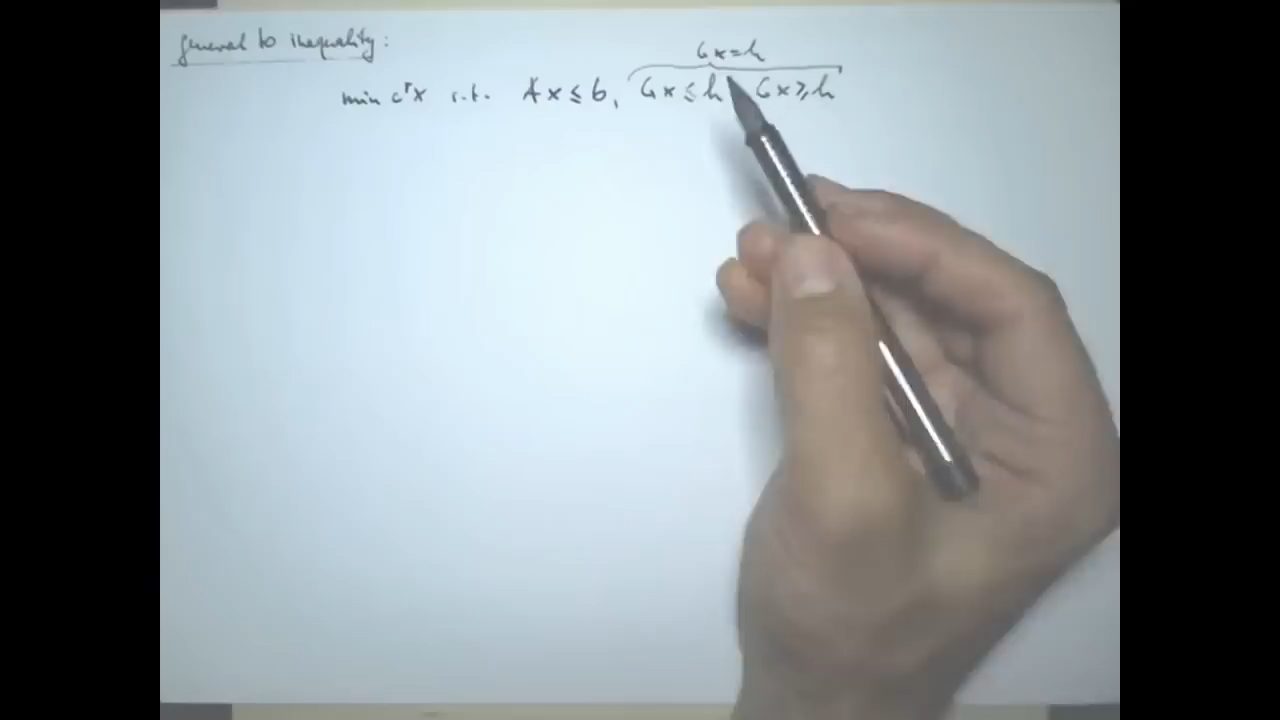 general to inequality:
Gx=h
min cᵀx s.t. Ax ≤ b, Gx ≤ h Gx ≥ h